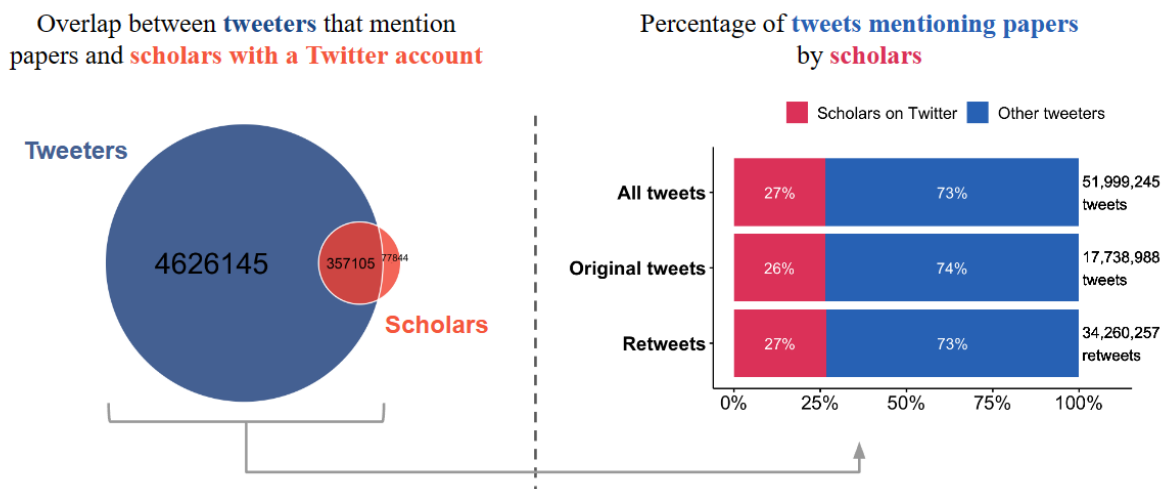 Overlap between tweeters that mention
papers and scholars with a Twitter account
Tweeters
4626145
357105
77844
Scholars
Percentage of tweets mentioning papers
by scholars
Scholars on Twitter
Other tweeters
All tweets
27%
73%
51,999,245
tweets
Original tweets
26%
74%
17,738,988
tweets
Retweets
27%
73%
34,260,257
retweets
0%
25%
50%
75%
100%